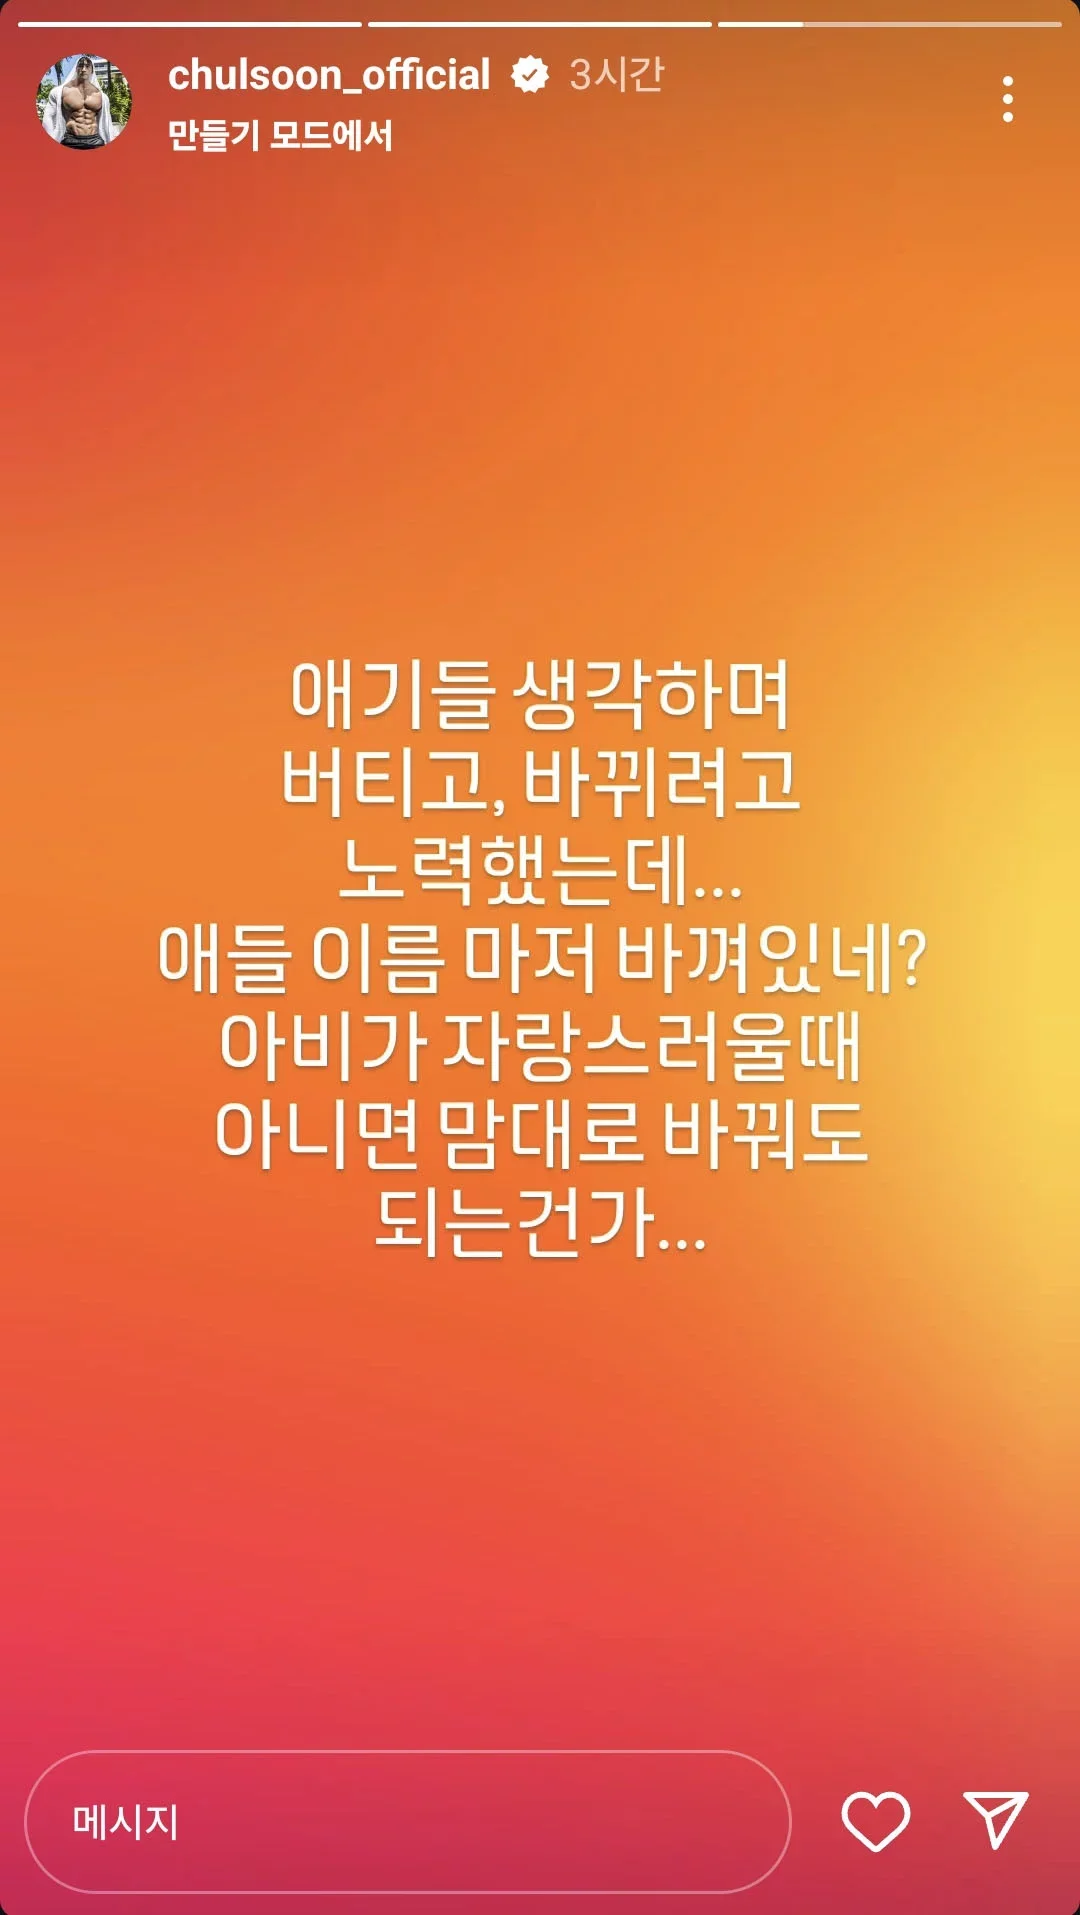 chulsoon_official 3시간
만들기 모드에서
애기들 생각하며
버티고, 바뀌려고
노력했는데...
애들 이름 마저 바껴있네?
아비가 자랑스러울때
아니면 맘대로 바꿔도
되는건가...
메시지